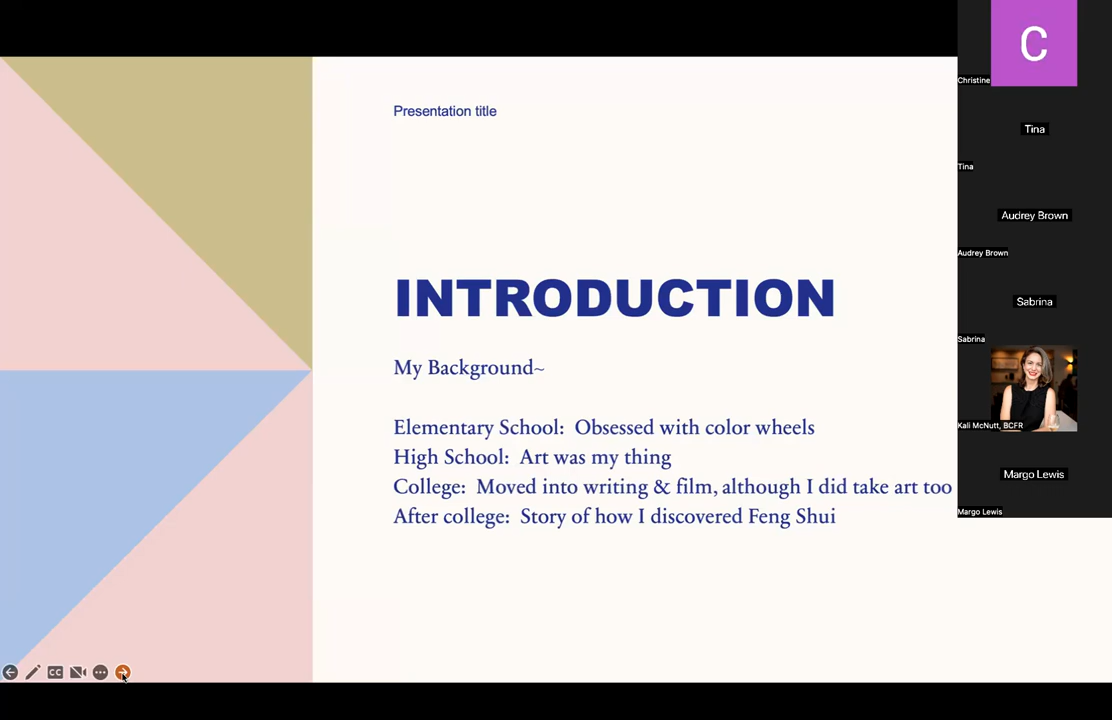 Presentation title
INTRODUCTION
My Background~
Elementary School: Obsessed with color wheels
High School: Art was my thing
College: Moved into writing & film, although I did take art too
After college: Story of how I discovered Feng Shui
C
Christine
Tina
Tina
Audrey Brown
Audrey Brown
Sabrina
Sabrina
Kali McNutt, BCFR
Margo Lewis
Margo Lewis
CC